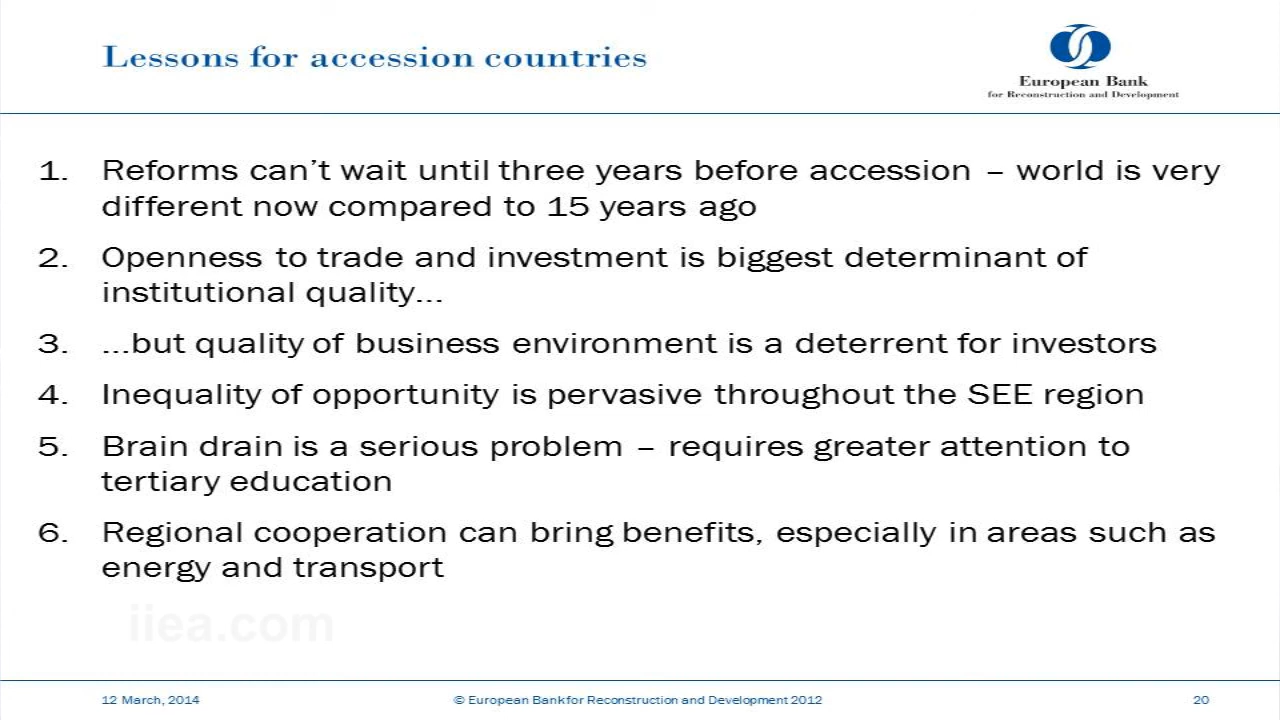 Lessons for accession countries
European Bank
for Reconstruction and Development
1. Reforms can’t wait until three years before accession – world is very
different now compared to 15 years ago
2. Openness to trade and investment is biggest determinant of
institutional quality…
3. …but quality of business environment is a deterrent for investors
4. Inequality of opportunity is pervasive throughout the SEE region
5. Brain drain is a serious problem – requires greater attention to
tertiary education
6. Regional cooperation can bring benefits, especially in areas such as
energy and transport
iiea.com
12 March, 2014 © European Bank for Reconstruction and Development 2012 20